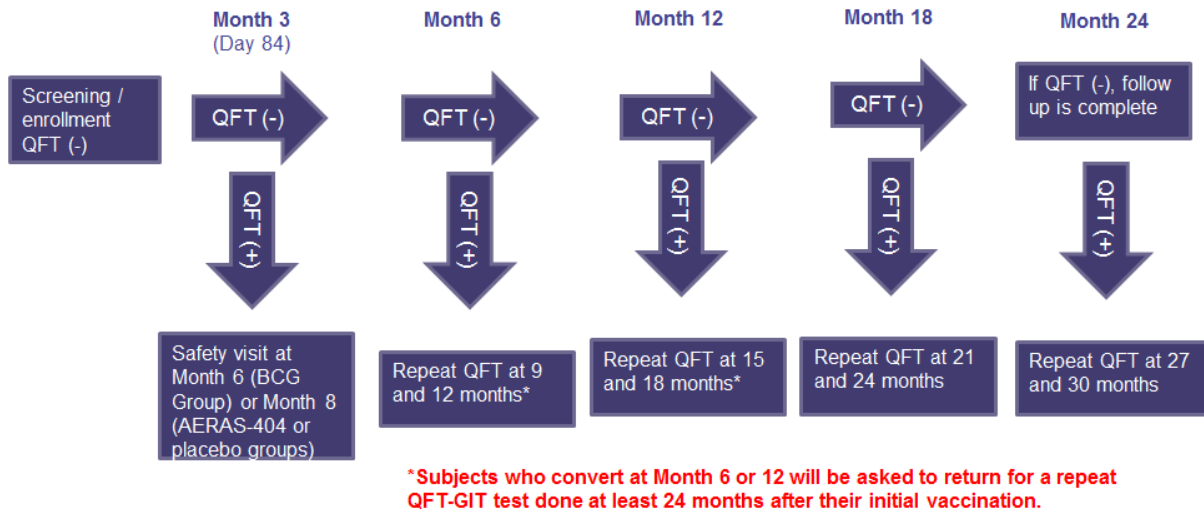 Month 3
(Day 84)
Month 6
Month 12
Month 18
Month 24
Screening /
enrollment
QFT (-)
QFT (-)
QFT (-)
QFT (-)
QFT (-)
If QFT (-), follow
up is complete
QFT (+)
QFT (+)
QFT (+)
QFT (+)
QFT (+)
Safety visit at
Month 6 (BCG
Group) or Month 8
(AERAS-404 or
placebo groups)
Repeat QFT at 9
and 12 months*
Repeat QFT at 15
and 18 months*
Repeat QFT at 21
and 24 months
Repeat QFT at 27
and 30 months
*Subjects who convert at Month 6 or 12 will be asked to return for a repeat
QFT-GIT test done at least 24 months after their initial vaccination.